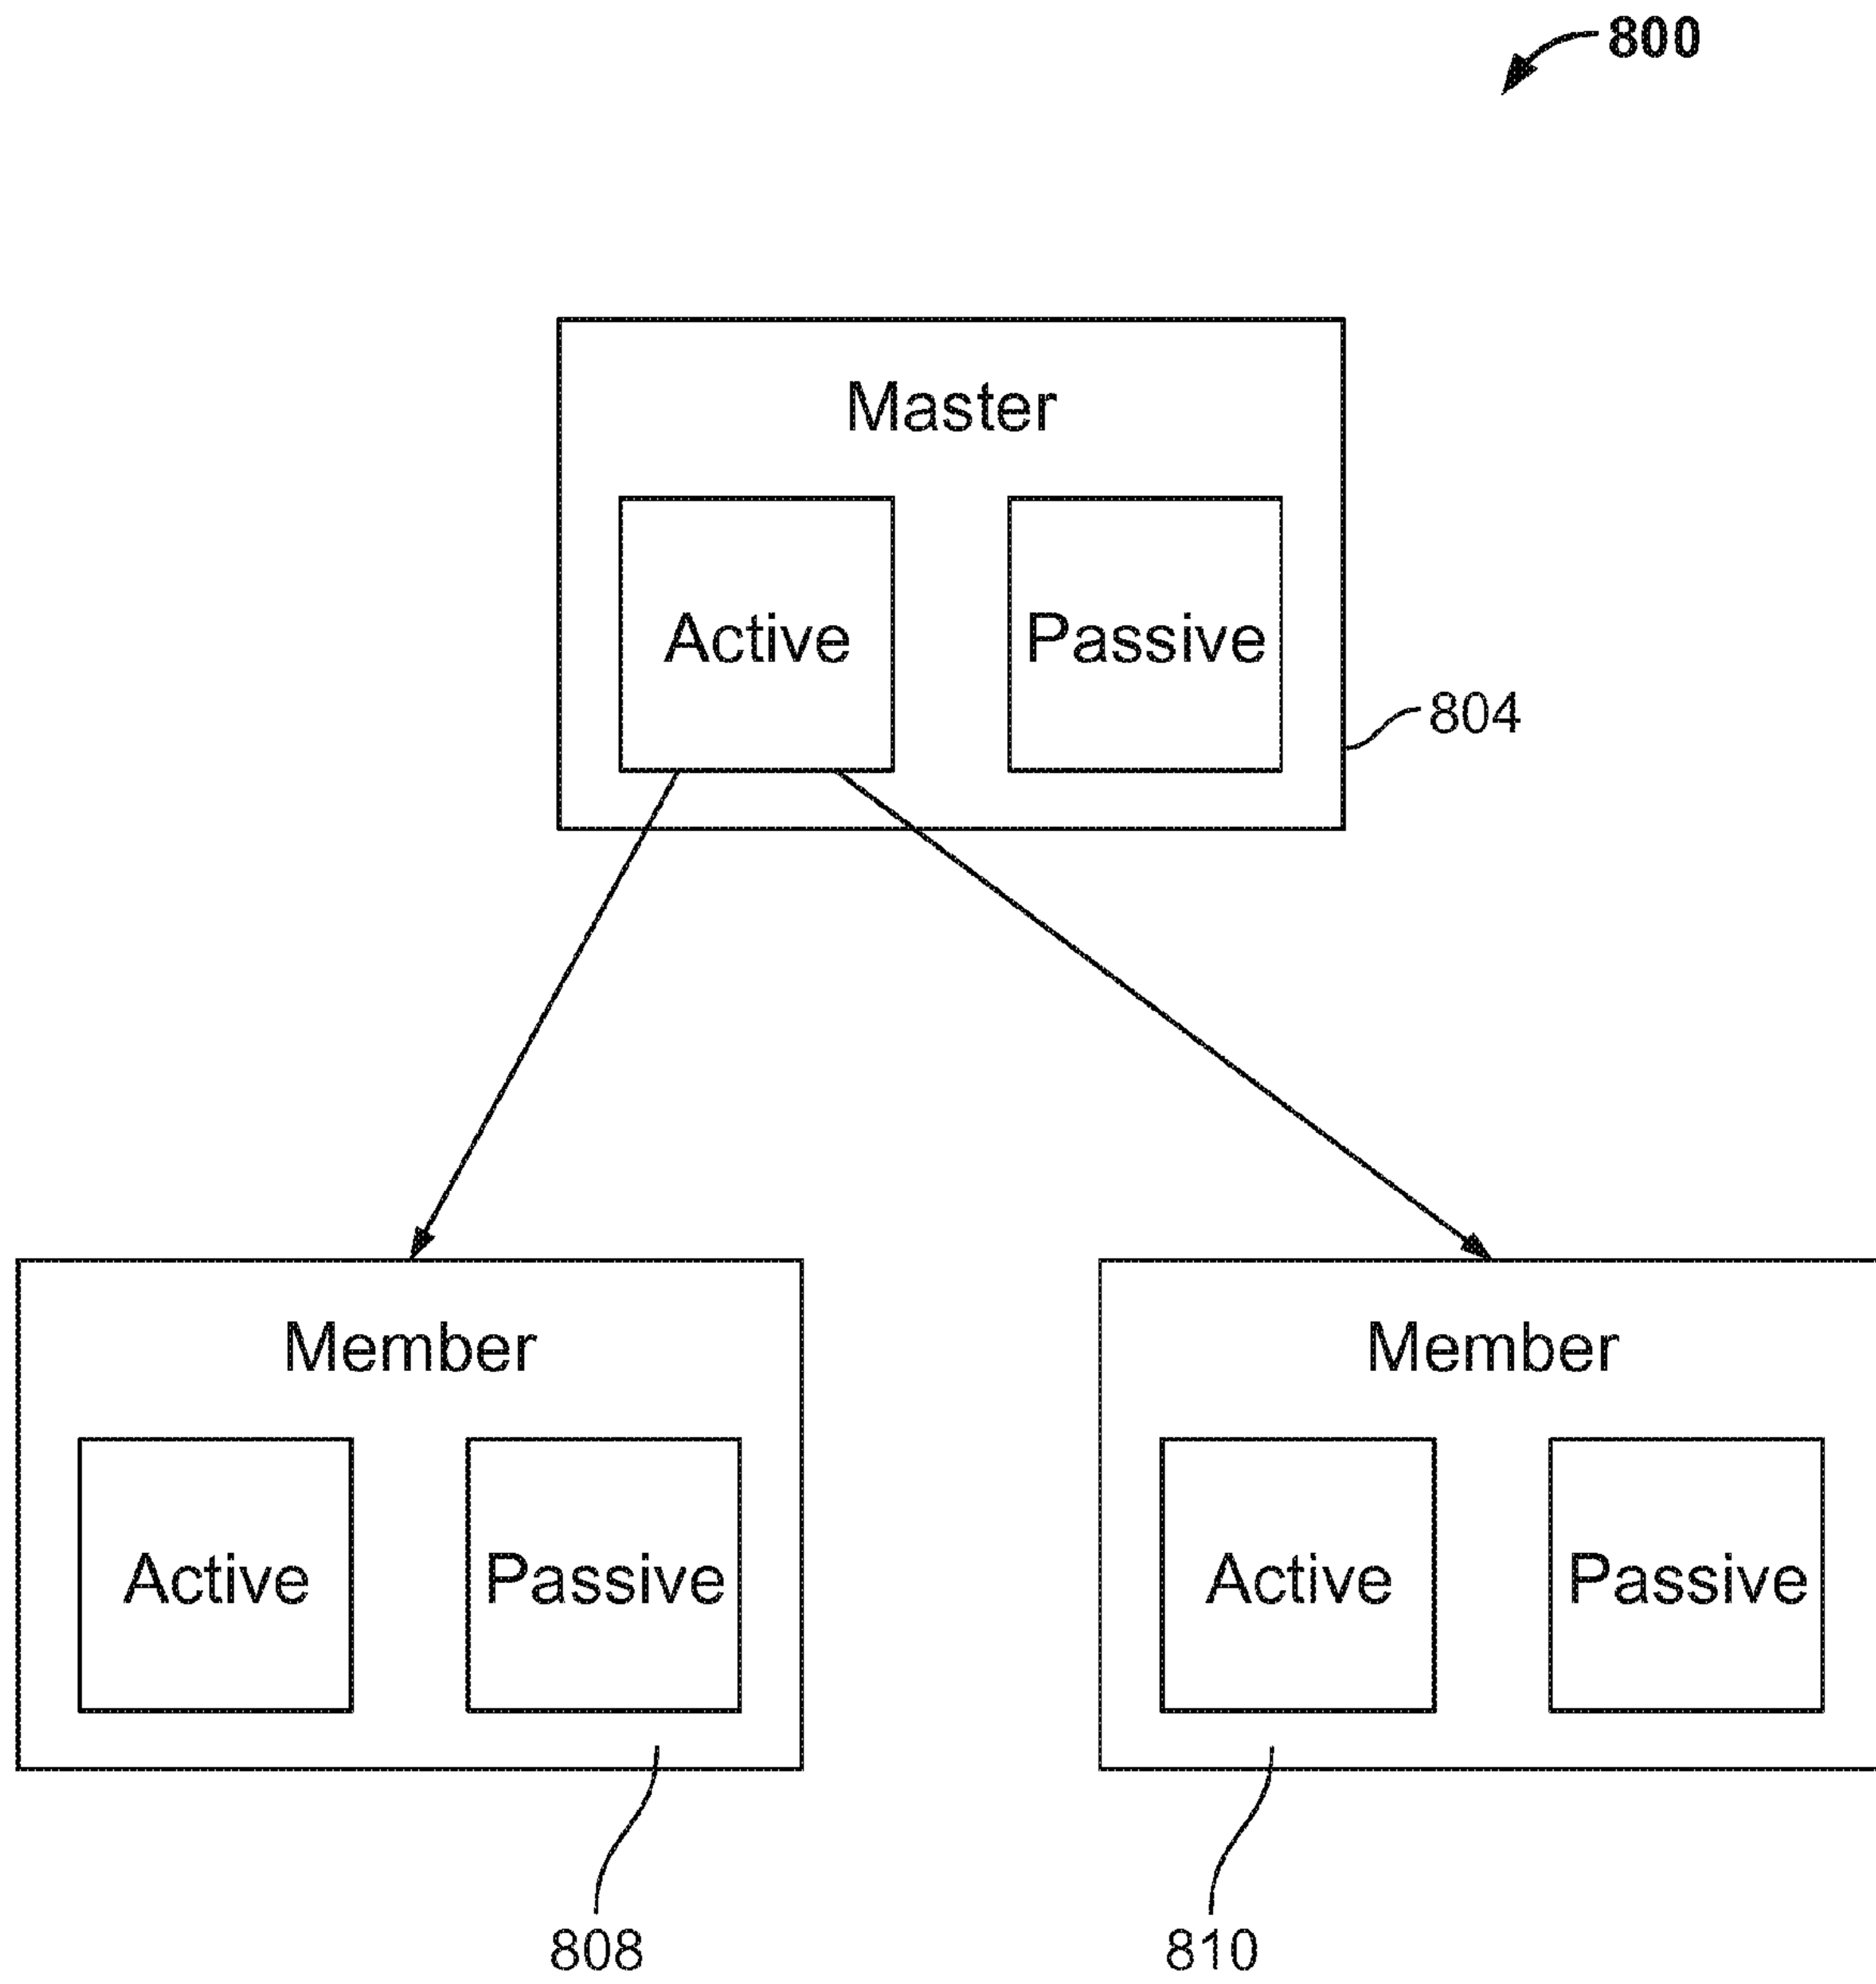 800
Master
Active Passive
804
Member Member
Active Passive Active Passive
808 810